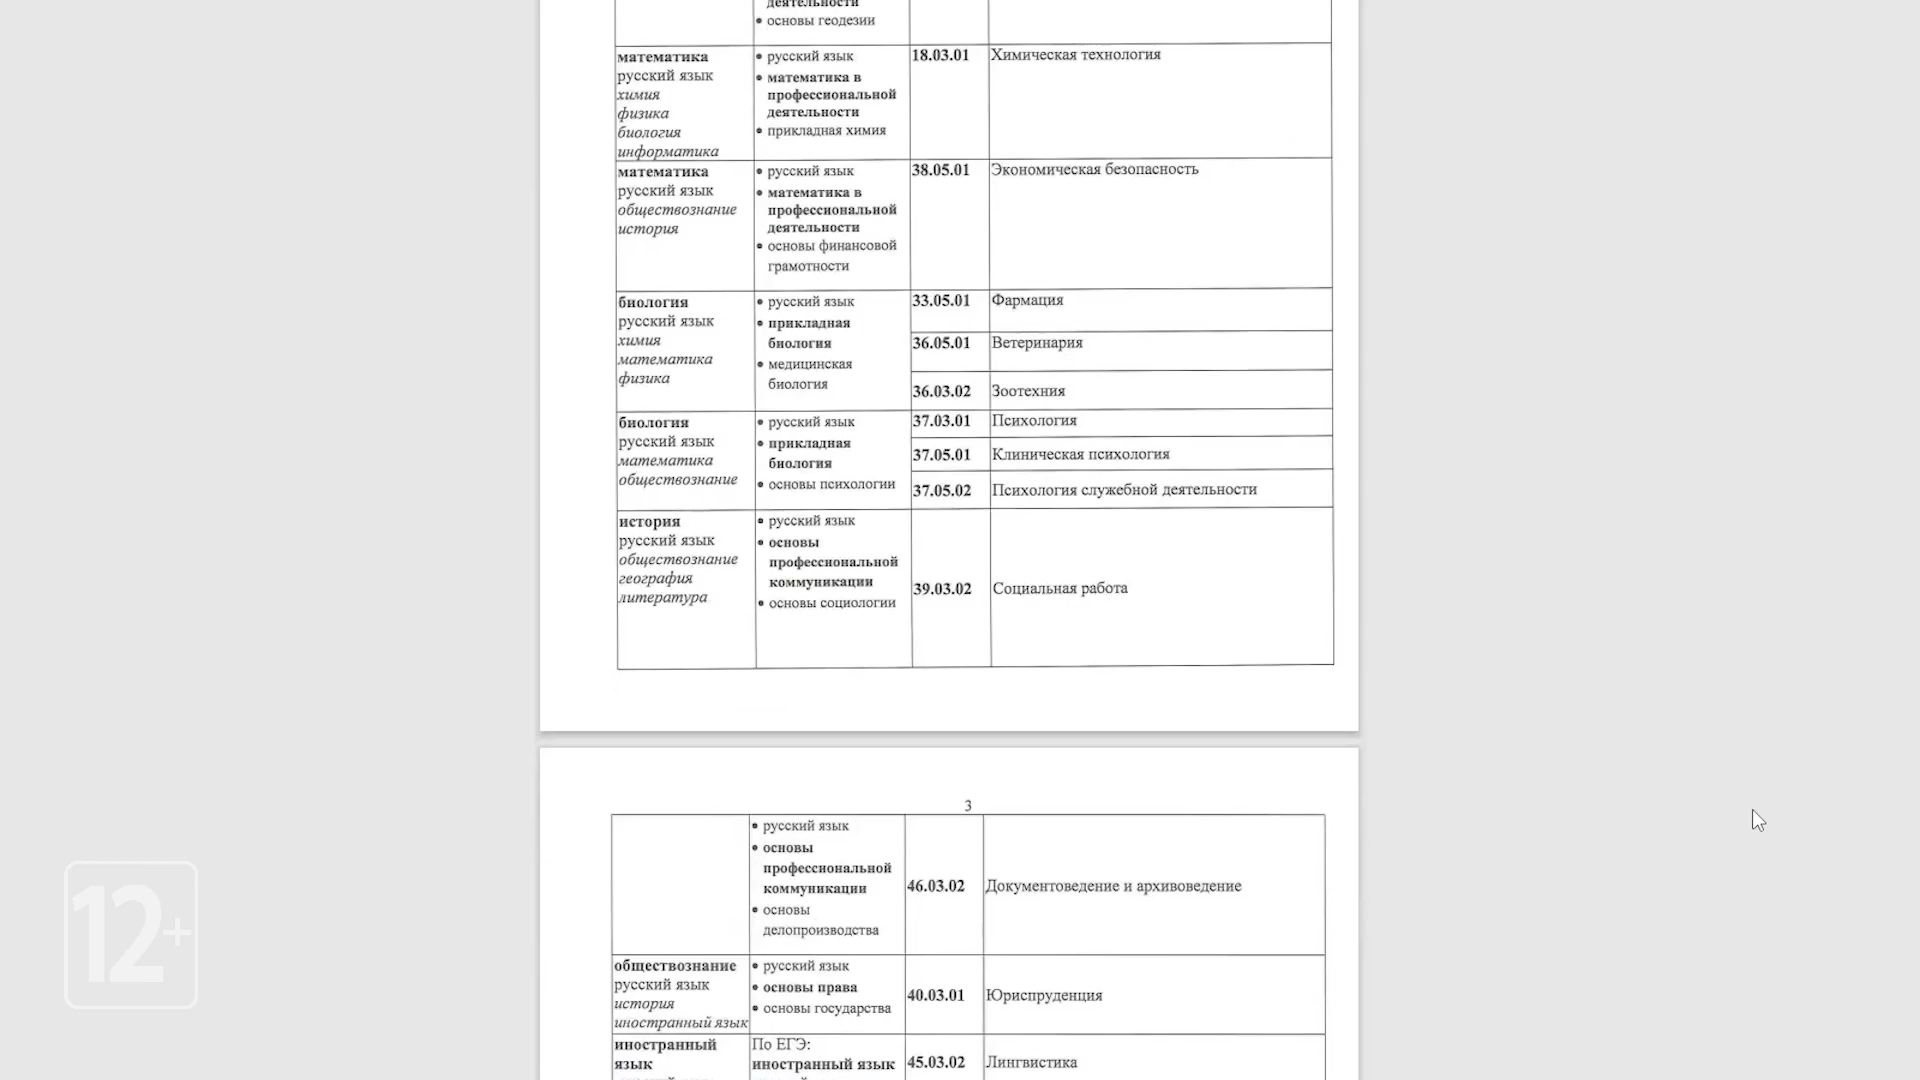 деятельности
• основы геодезии
математика
русский язык
химия
физика
биология
информатика
• русский язык
• математика в
профессиональной
деятельности
• прикладная химия
18.03.01
Химическая технология
математика
русский язык
обществознание
история
• русский язык
• математика в
профессиональной
деятельности
• основы финансовой
грамотности
38.05.01
Экономическая безопасность
биология
русский язык
химия
математика
физика
• русский язык
• прикладная
биология
• медицинская
биология
33.05.01
Фармация
36.05.01
Ветеринария
36.03.02
Зоотехния
биология
русский язык
математика
обществознание
• русский язык
• прикладная
биология
• основы психологии
37.03.01
Психология
37.05.01
Клиническая психология
37.05.02
Психология служебной деятельности
история
русский язык
обществознание
география
литература
• русский язык
• основы
профессиональной
коммуникации
• основы социологии
39.03.02
Социальная работа
3
• русский язык
• основы
профессиональной
коммуникации
• основы
делопроизводства
46.03.02
Документоведение и архивоведение
обществознание
русский язык
история
иностранный язык
• русский язык
• основы права
• основы государства
40.03.01
Юриспруденция
иностранный
язык
По ЕГЭ:
иностранный язык
45.03.02
Лингвистика
12+